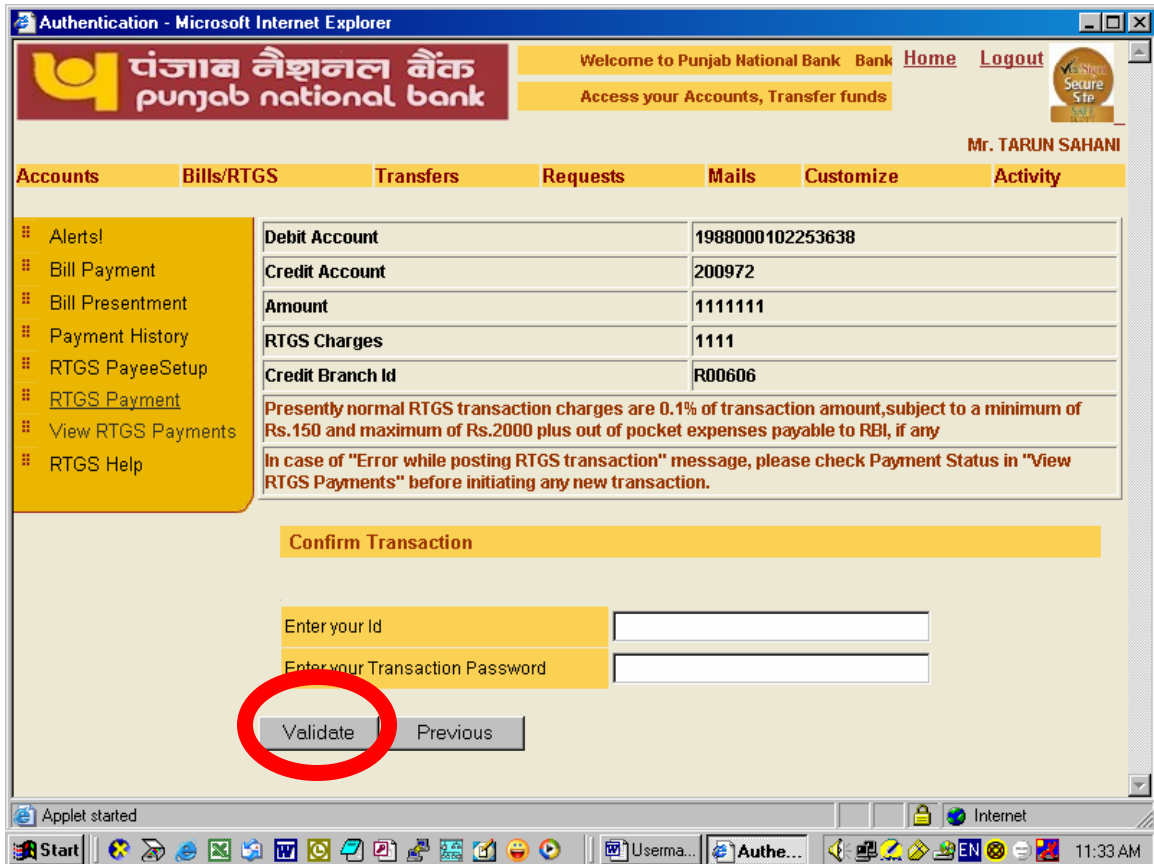 Authentication - Microsoft Internet Explorer
पंजाब नैशनल बैंक
punjab national bank
Welcome to Punjab National Bank Bank
Access your Accounts, Transfer funds
Home Logout
Secure
Site
Mr. TARUN SAHANI
Accounts Bills/RTGS Transfers Requests Mails Customize Activity
Alerts!
Bill Payment
Bill Presentment
Payment History
RTGS PayeeSetup
RTGS Payment
View RTGS Payments
RTGS Help
Debit Account 1988000102253638
Credit Account 200972
Amount 1111111
RTGS Charges 1111
Credit Branch Id R00606
Presently normal RTGS transaction charges are 0.1% of transaction amount,subject to a minimum of
Rs.150 and maximum of Rs.2000 plus out of pocket expenses payable to RBI, if any
In case of "Error while posting RTGS transaction" message, please check Payment Status in "View
RTGS Payments" before initiating any new transaction.
Confirm Transaction
Enter your Id
Enter your Transaction Password
Validate Previous
Applet started Internet
Start Userma... Authe... EN 11:33 AM